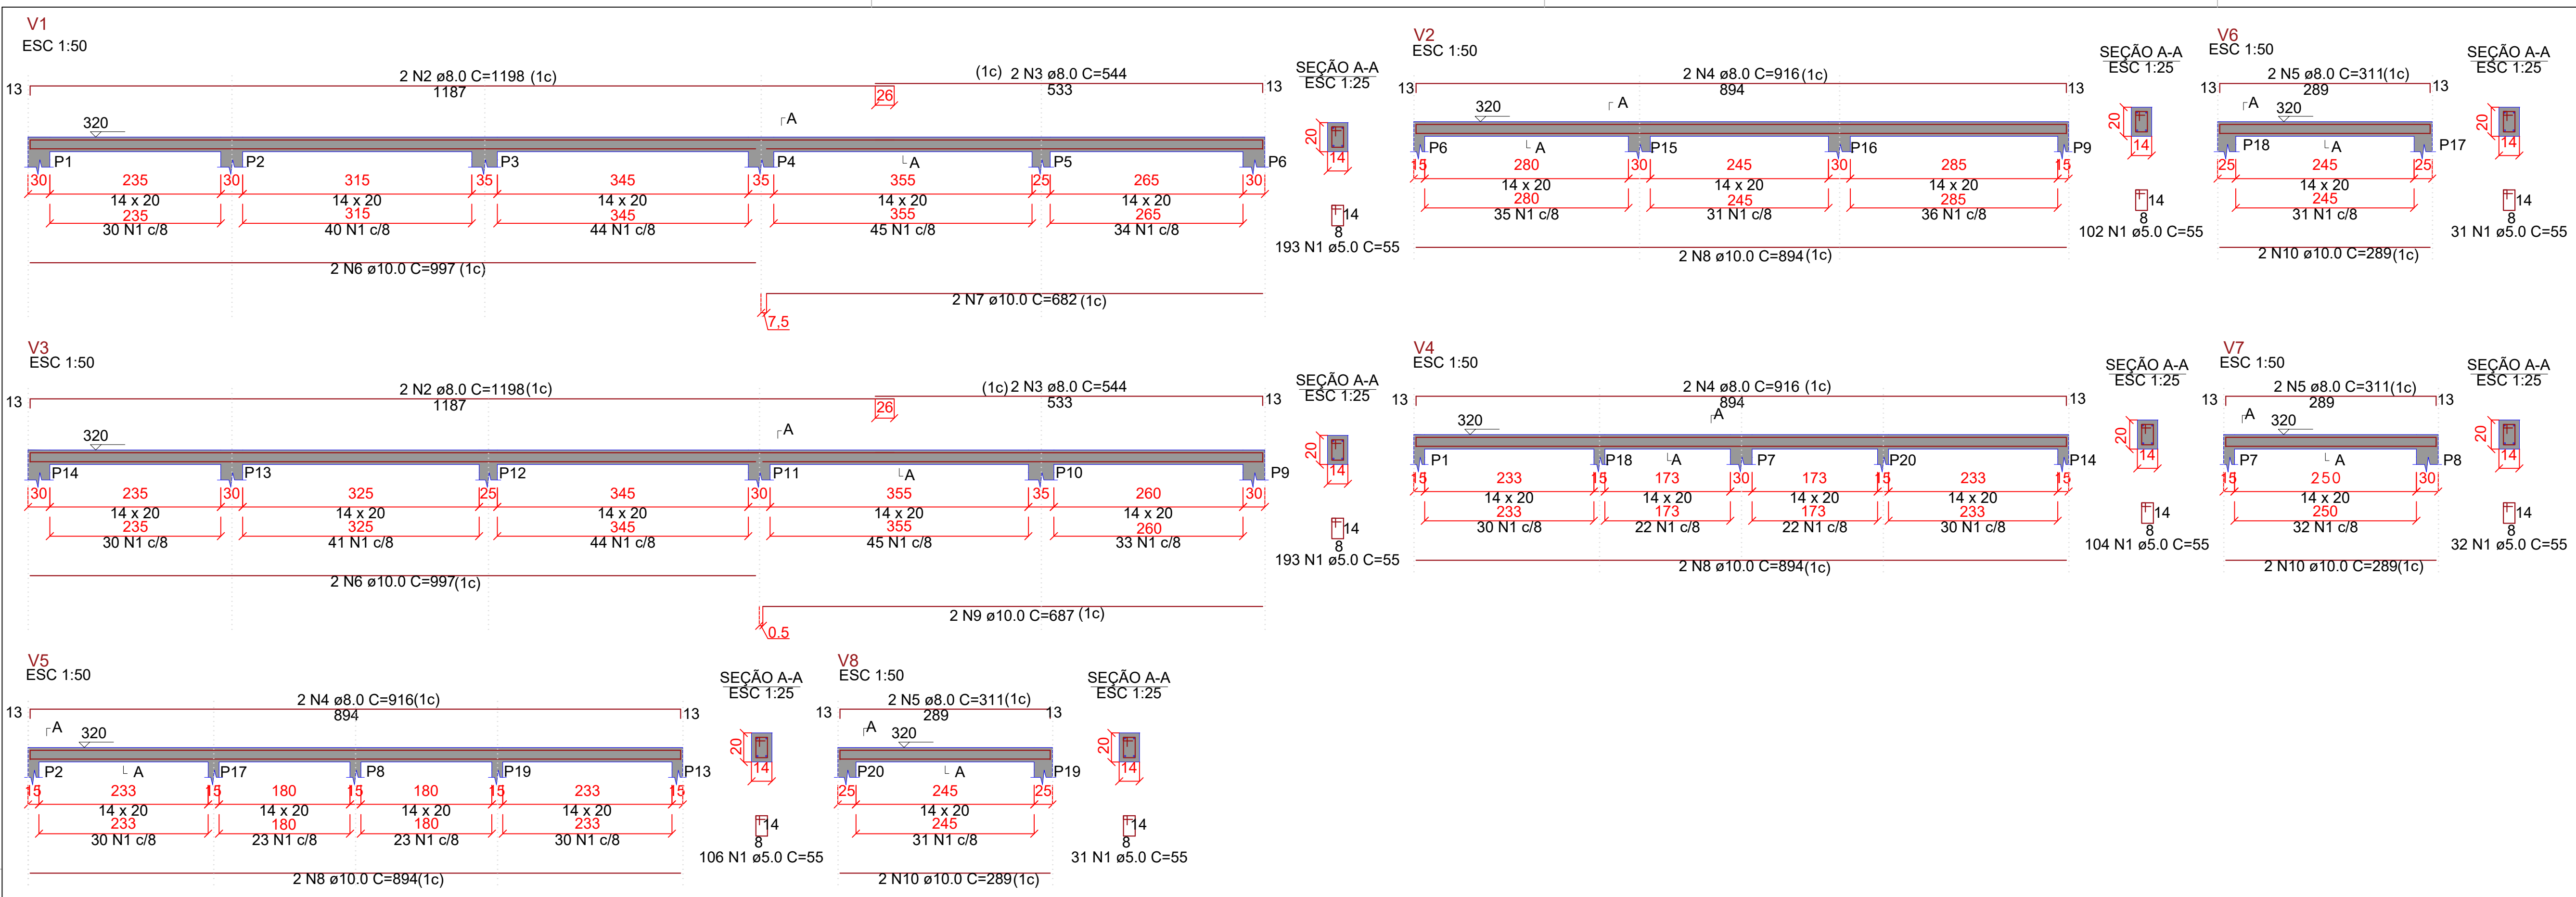 V1
ESC 1:50
2 N2 ø8.0 C=1198 (1c)
(1c) 2 N3 ø8.0 C=544
13
1187
26
533
13
A
320
P1
P2
P3
P4
A
P5
P6
30 235 30 315 35 345 35 355 25 265 30
14 x 20 14 x 20 14 x 20 14 x 20 14 x 20
235 315 345 355 265
30 N1 c/8 40 N1 c/8 44 N1 c/8 45 N1 c/8 34 N1 c/8
2 N6 ø10.0 C=997 (1c)
2 N7 ø10.0 C=682 (1c)
7,5
SEÇÃO A-A
ESC 1:25
20
14
14
8
193 N1 ø5.0 C=55
V2
ESC 1:50
2 N4 ø8.0 C=916 (1c)
13
894
13
A
320
P6
A
P15
P16
P9
15 280 30 245 30 285 15
14 x 20 14 x 20 14 x 20
280 245 285
35 N1 c/8 31 N1 c/8 36 N1 c/8
2 N8 ø10.0 C=894 (1c)
SEÇÃO A-A
ESC 1:25
20
14
14
8
102 N1 ø5.0 C=55
V6
ESC 1:50
2 N5 ø8.0 C=311(1c)
13
289
13
A
320
P18
A
P17
25 245 25
14 x 20
245
31 N1 c/8
2 N10 ø10.0 C=289(1c)
SEÇÃO A-A
ESC 1:25
20
14
14
8
31 N1 ø5.0 C=55
V3
ESC 1:50
2 N2 ø8.0 C=1198(1c)
(1c) 2 N3 ø8.0 C=544
13
1187
26
533
13
A
320
P14
P13
P12
P11
A
P10
P9
30 235 30 325 25 345 30 355 35 260 30
14 x 20 14 x 20 14 x 20 14 x 20 14 x 20
235 325 345 355 260
30 N1 c/8 41 N1 c/8 44 N1 c/8 45 N1 c/8 33 N1 c/8
2 N6 ø10.0 C=997(1c)
2 N9 ø10.0 C=687 (1c)
0.5
SEÇÃO A-A
ESC 1:25
20
14
14
8
193 N1 ø5.0 C=55
V4
ESC 1:50
2 N4 ø8.0 C=916 (1c)
13
894
13
A
320
P1
P18
A
P7
P20
P14
15 233 15 173 30 173 15 233 15
14 x 20 14 x 20 14 x 20 14 x 20
233 173 173 233
30 N1 c/8 22 N1 c/8 22 N1 c/8 30 N1 c/8
2 N8 ø10.0 C=894(1c)
SEÇÃO A-A
ESC 1:25
20
14
14
8
104 N1 ø5.0 C=55
V7
ESC 1:50
2 N5 ø8.0 C=311(1c)
13
289
13
A
320
P7
A
P8
15 250 30
14 x 20
250
32 N1 c/8
2 N10 ø10.0 C=289(1c)
SEÇÃO A-A
ESC 1:25
20
14
14
8
32 N1 ø5.0 C=55
V5
ESC 1:50
2 N4 ø8.0 C=916(1c)
13
894
13
A
320
P2
A
P17
P8
P19
P13
15 233 15 180 15 180 15 233 15
14 x 20 14 x 20 14 x 20 14 x 20
233 180 180 233
30 N1 c/8 23 N1 c/8 23 N1 c/8 30 N1 c/8
2 N8 ø10.0 C=894(1c)
SEÇÃO A-A
ESC 1:25
20
14
14
8
106 N1 ø5.0 C=55
V8
ESC 1:50
2 N5 ø8.0 C=311(1c)
13
289
13
A
320
P20
A
P19
25 245 25
14 x 20
245
31 N1 c/8
2 N10 ø10.0 C=289(1c)
SEÇÃO A-A
ESC 1:25
20
14
14
8
31 N1 ø5.0 C=55